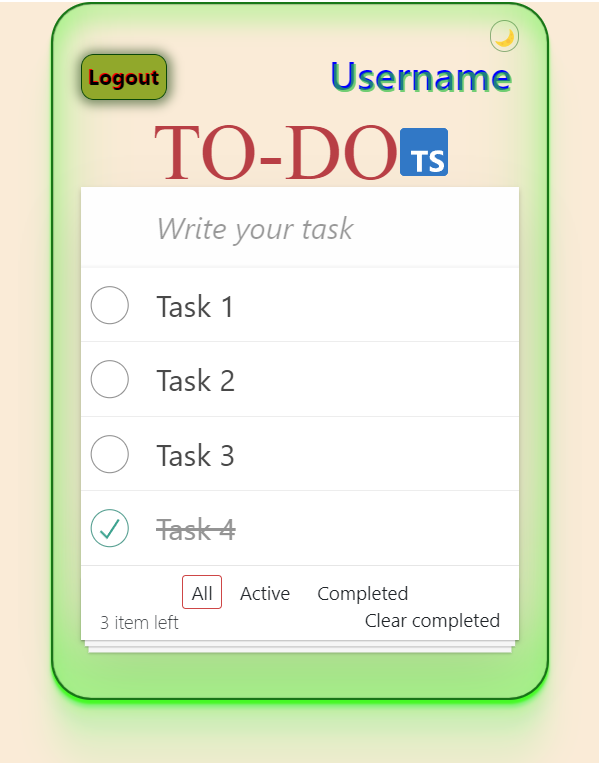 Logout
Username
TO-DO TS
Write your task
Task 1
Task 2
Task 3
Task 4
All Active Completed
3 item left Clear completed